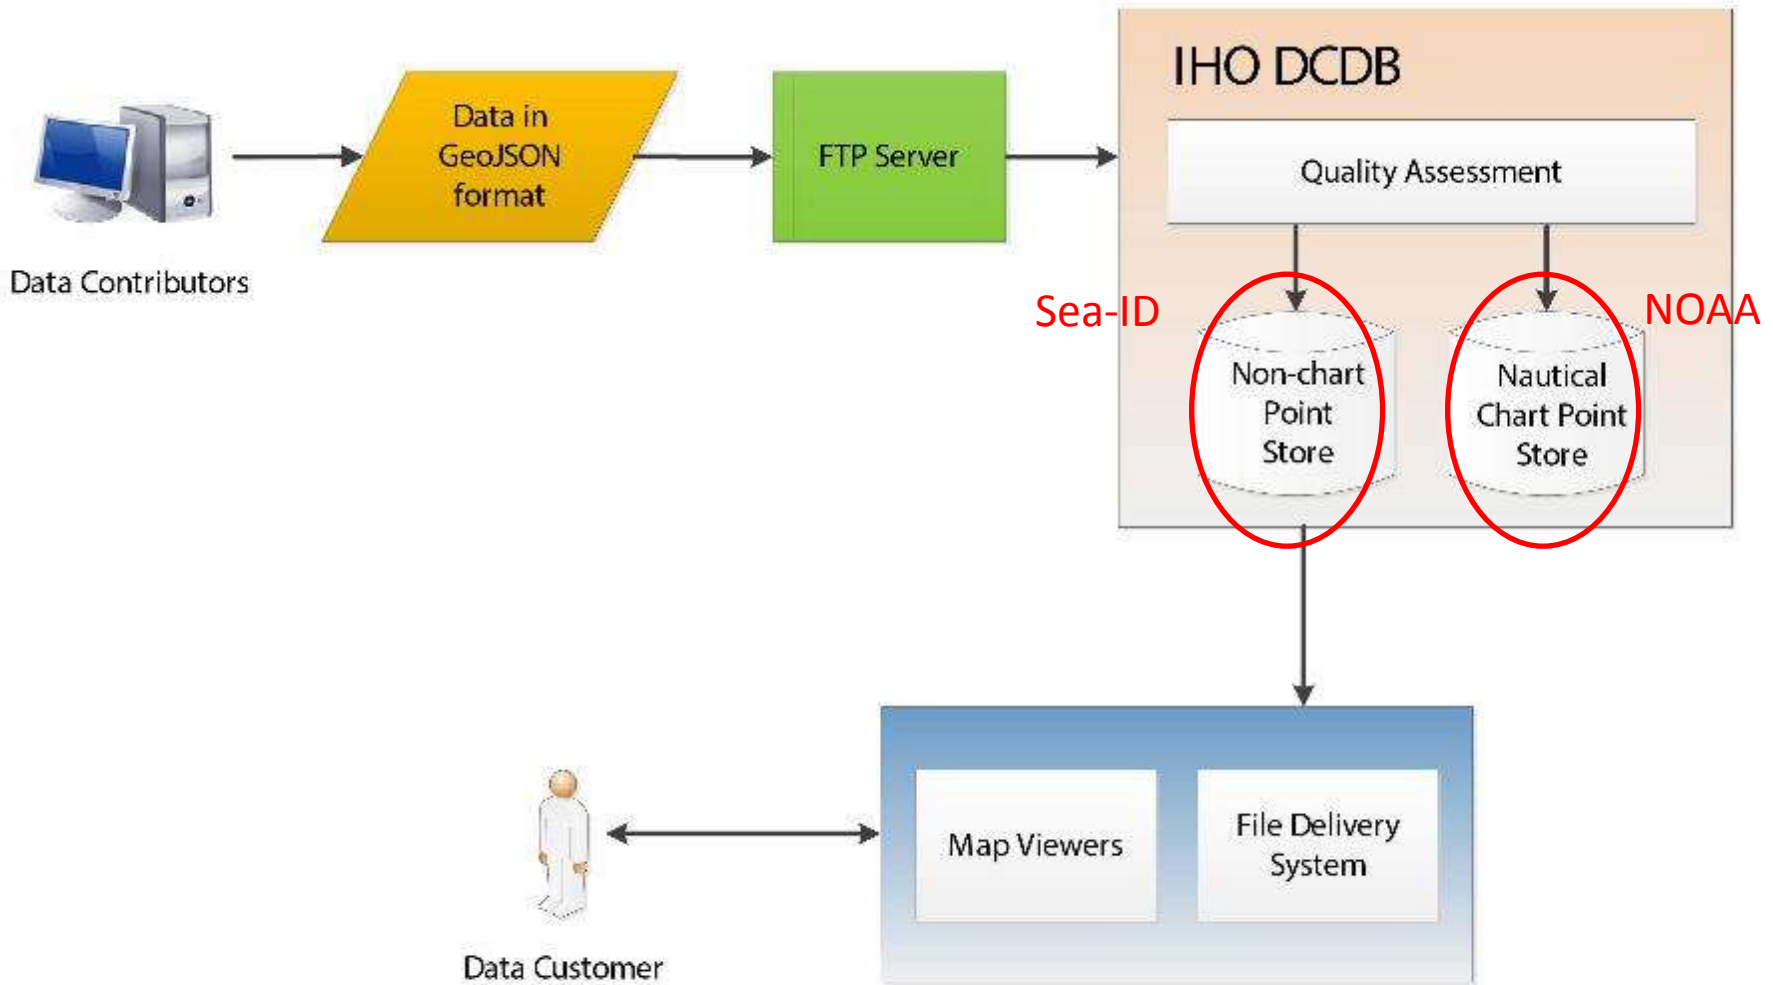 IHO DCDB
Data in
GeoJSON
format
FTP Server
Quality Assessment
Data Contributors
Sea-ID
NOAA
Non-chart
Point
Store
Nautical
Chart Point
Store
Map Viewers
File Delivery
System
Data Customer